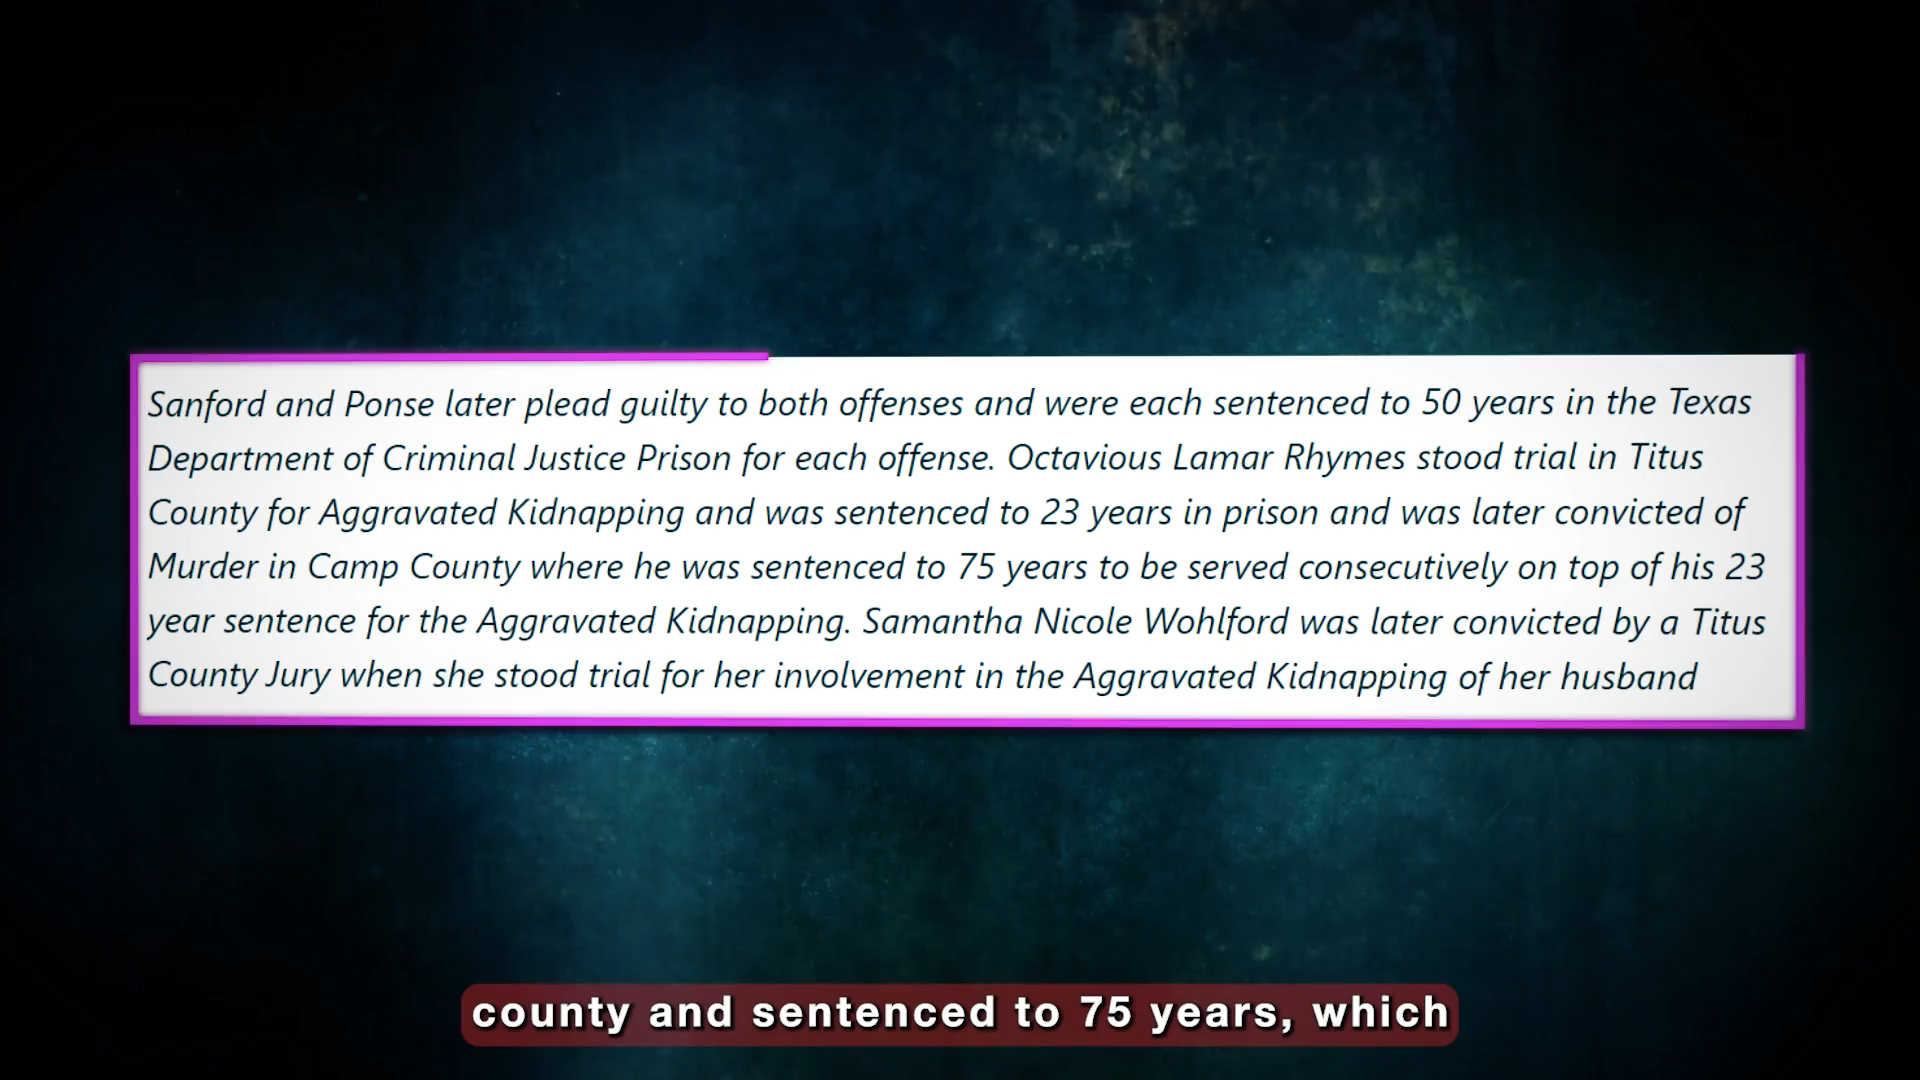 Sanford and Ponse later plead guilty to both offenses and were each sentenced to 50 years in the Texas
Department of Criminal Justice Prison for each offense. Octavious Lamar Rhymes stood trial in Titus
County for Aggravated Kidnapping and was sentenced to 23 years in prison and was later convicted of
Murder in Camp County where he was sentenced to 75 years to be served consecutively on top of his 23
year sentence for the Aggravated Kidnapping. Samantha Nicole Wohlford was later convicted by a Titus
County Jury when she stood trial for her involvement in the Aggravated Kidnapping of her husband
county and sentenced to 75 years, which